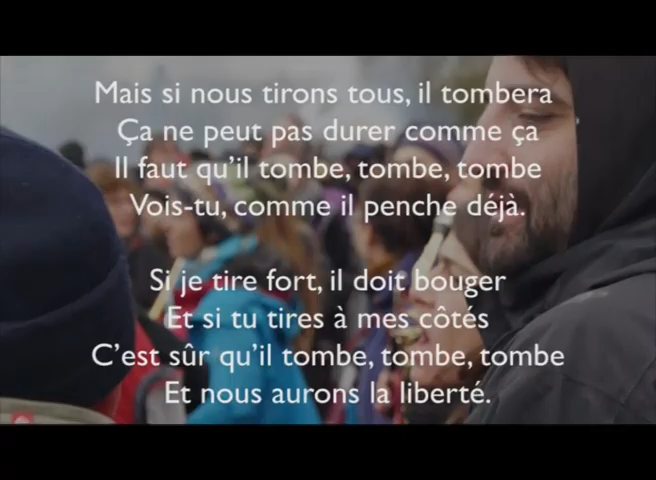 Mais si nous tirons tous, il tombera
Ça ne peut pas durer comme ça
Il faut qu'il tombe, tombe, tombe
Vois-tu, comme il penche déjà.
Si je tire fort, il doit bouger
Et si tu tires à mes côtés
C'est sûr qu'il tombe, tombe, tombe
Et nous aurons la liberté.